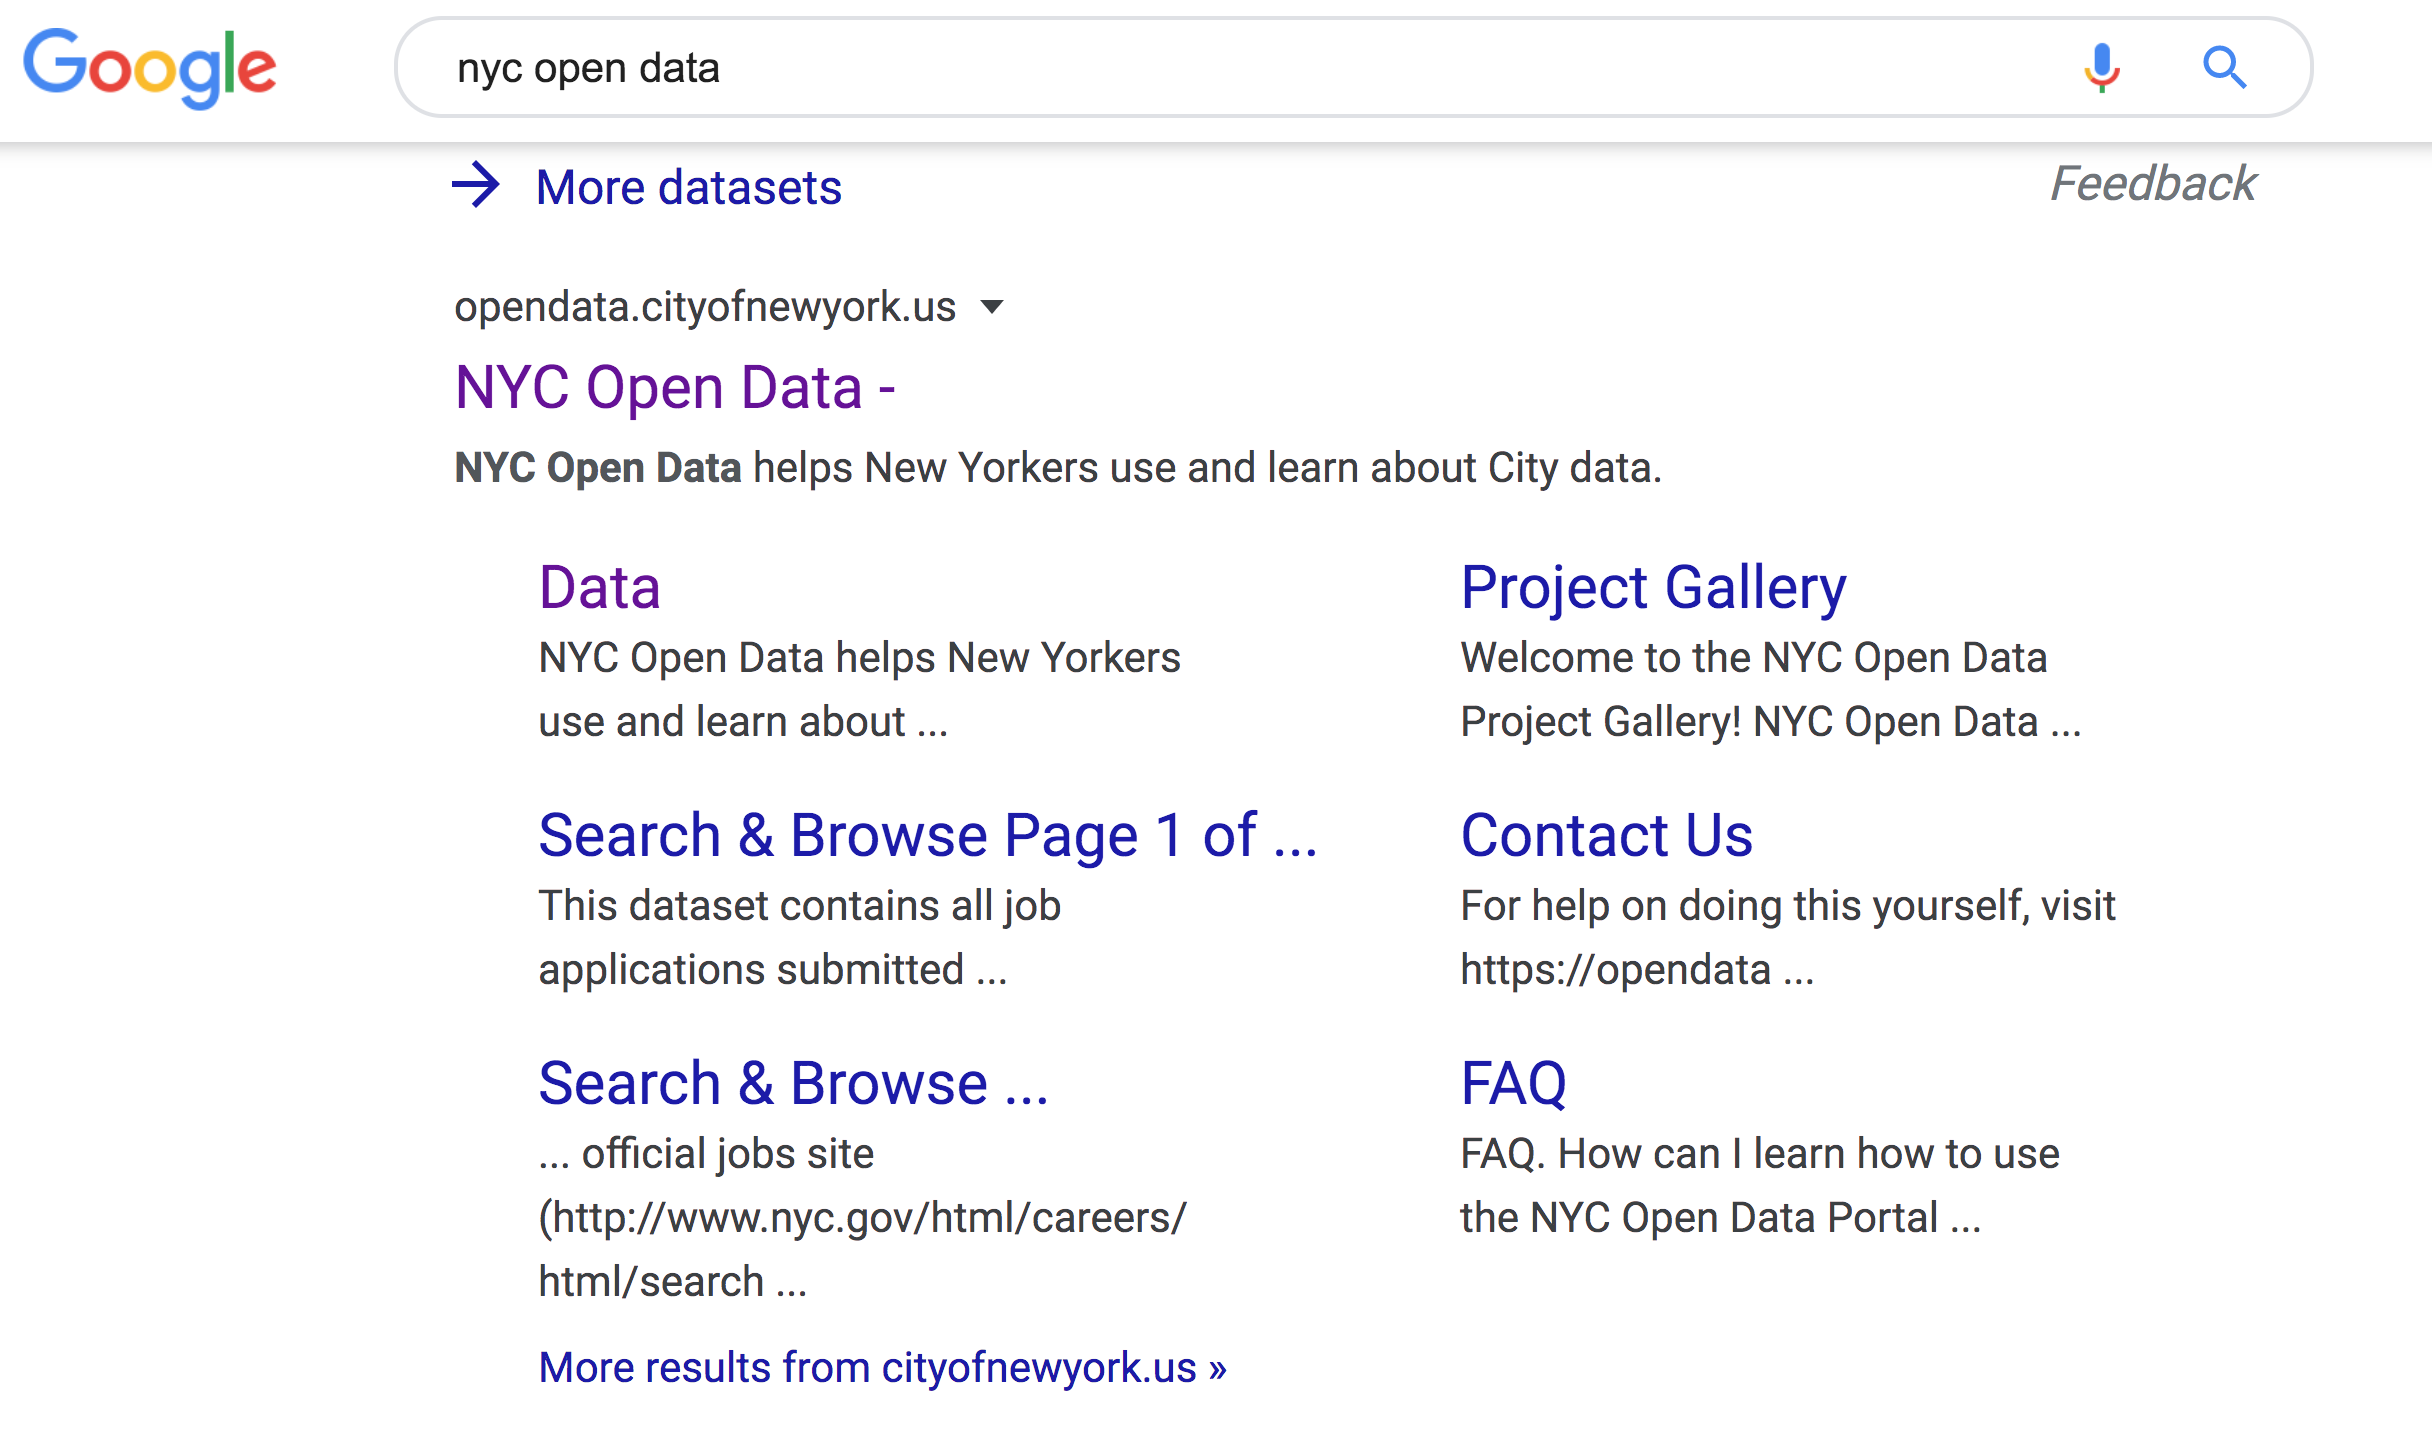 Google
nyc open data
More datasets
Feedback
opendata.cityofnewyork.us
NYC Open Data -
NYC Open Data helps New Yorkers use and learn about City data.
Data
NYC Open Data helps New Yorkers
use and learn about ...
Project Gallery
Welcome to the NYC Open Data
Project Gallery! NYC Open Data ...
Search & Browse Page 1 of ...
This dataset contains all job
applications submitted ...
Contact Us
For help on doing this yourself, visit
https://opendata ...
Search & Browse ...
... official jobs site
(http://www.nyc.gov/html/careers/
html/search ...
FAQ
FAQ. How can I learn how to use
the NYC Open Data Portal ...
More results from cityofnewyork.us »